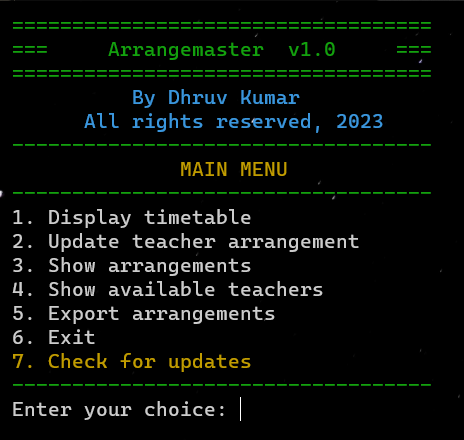 ===================================
===     Arrangemaster  v1.0     ===
===================================
By Dhruv Kumar
All rights reserved, 2023
-----------------------------------
MAIN MENU
-----------------------------------
1. Display timetable
2. Update teacher arrangement
3. Show arrangements
4. Show available teachers
5. Export arrangements
6. Exit
7. Check for updates
-----------------------------------
Enter your choice: